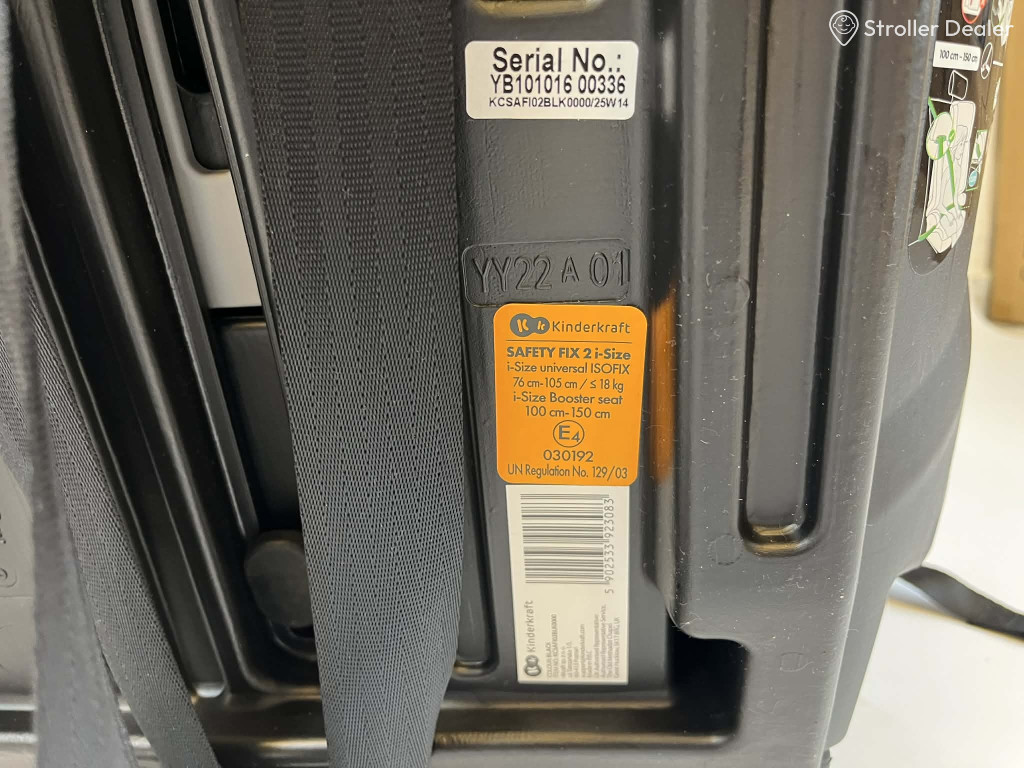 Stroller Dealer
100 cm - 150 cm
Serial No.:
YB101016 00336
KCSAFI02BLK0000/25W14
YY22 A 01
Kk Kinderkraft
SAFETY FIX 2 i-Size
i-Size universal ISOFIX
76 cm-105 cm / ≤ 18 kg
i-Size Booster seat
100 cm-150 cm
E4
030192
UN Regulation No. 129/03
5 902533 923083
Kinderkraft